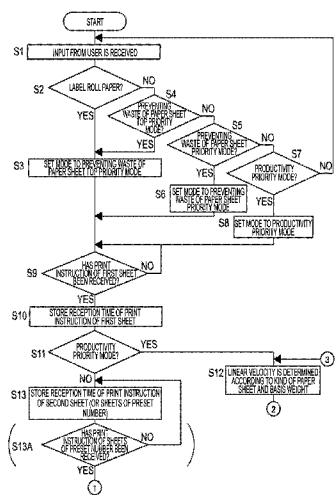 START
S1
INPUT FROM USER IS RECEIVED
S2
LABEL ROLL PAPER?
NO
YES
S4
PREVENTING
WASTE OF PAPER SHEET
TOP PRIORITY
MODE?
NO
YES
S3
SET MODE TO PREVENTING WASTE OF
PAPER SHEET TOP PRIORITY MODE
S5
PREVENTING
WASTE OF PAPER SHEET
PRIORITY MODE?
NO
YES
S6
SET MODE TO PREVENTING
WASTE OF PAPER SHEET
PRIORITY MODE
S7
PRODUCTIVITY
PRIORITY MODE?
NO
YES
S8
SET MODE TO PRODUCTIVITY
PRIORITY MODE
S9
HAS PRINT
INSTRUCTION OF FIRST SHEET
BEEN RECEIVED?
NO
YES
S10
STORE RECEPTION TIME OF PRINT
INSTRUCTION OF FIRST SHEET
S11
PRODUCTIVITY
PRIORITY MODE?
YES
NO
3
S12
LINEAR VELOCITY IS DETERMINED
ACCORDING TO KIND OF PAPER
SHEET AND BASIS WEIGHT
2
S13
STORE RECEPTION TIME OF PRINT INSTRUCTION
OF SECOND SHEET (OR SHEETS OF PRESET
NUMBER)
S13A
HAS PRINT
INSTRUCTION OF SHEETS
OF PRESET NUMBER BEEN
RECEIVED?
NO
YES
1